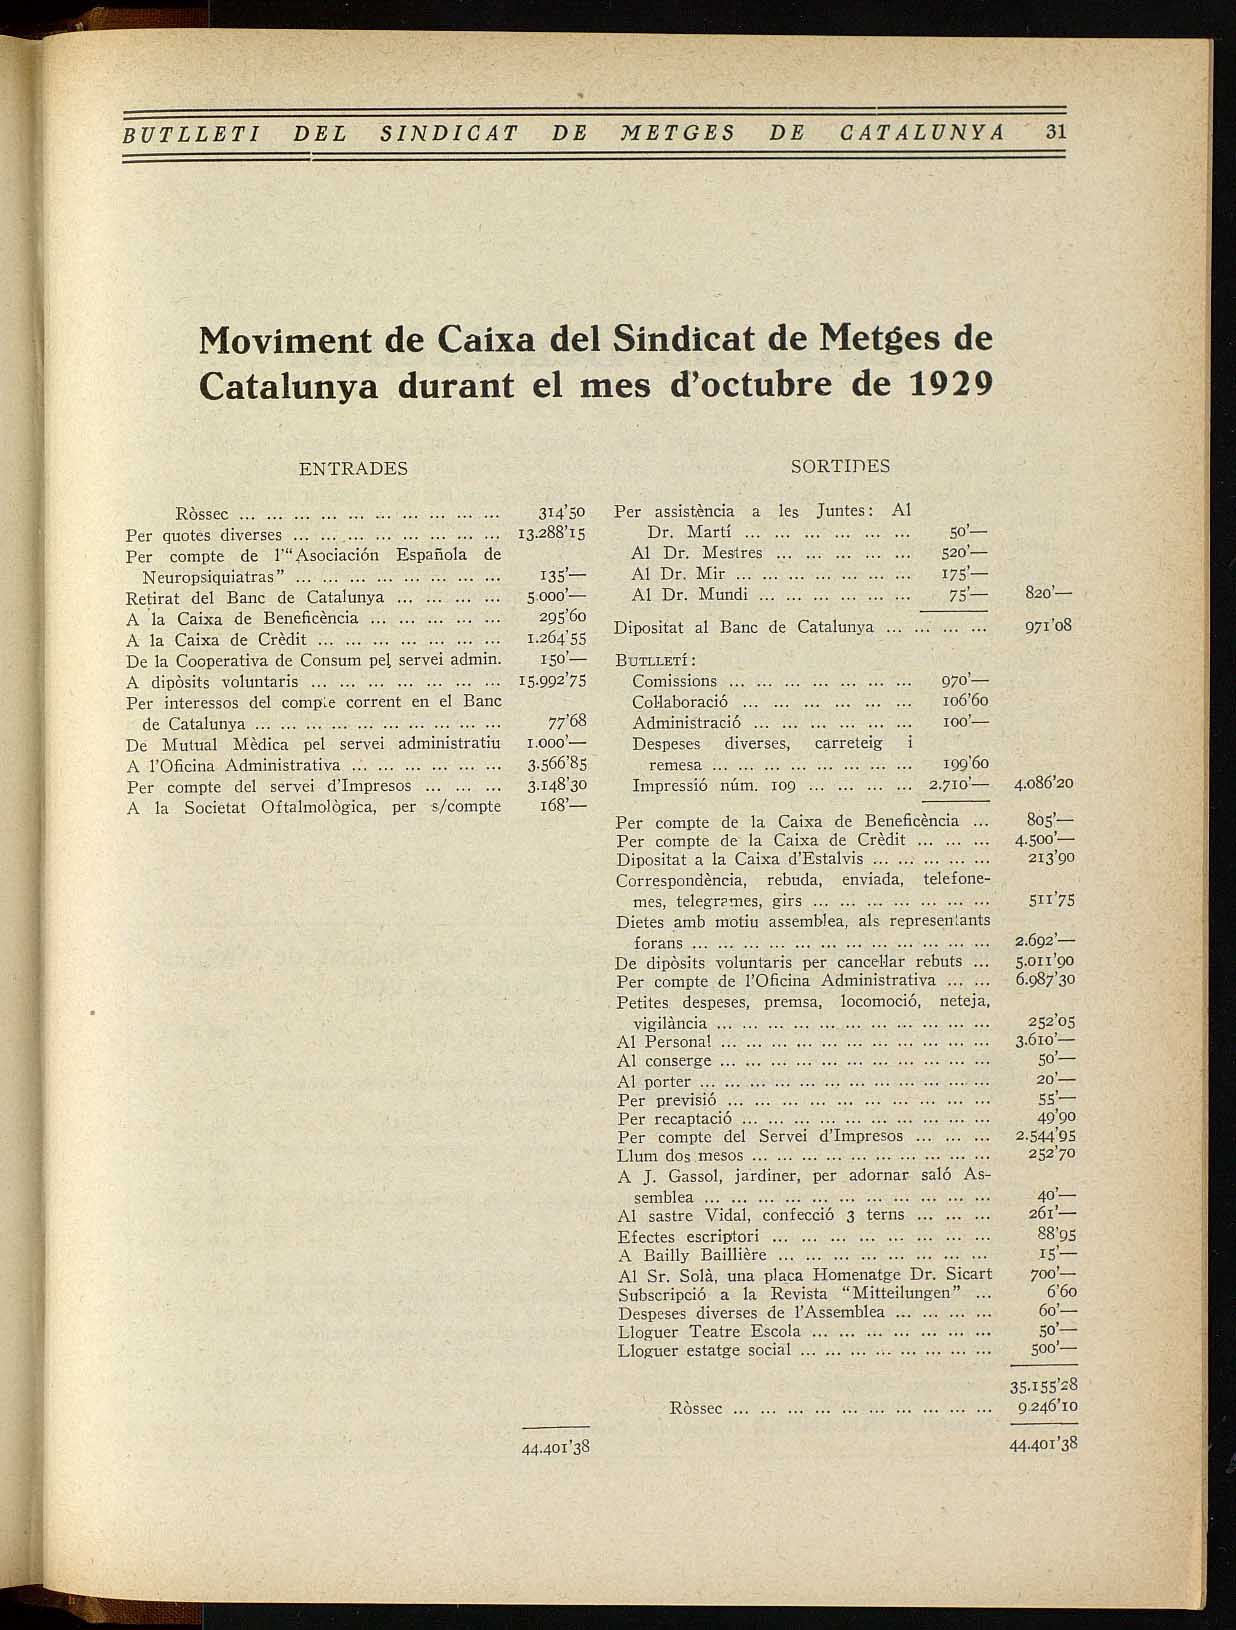 BUTLLETI DEL SINDICAT DE METGES DE CATALUNYA 31
Moviment de Caixa del Sindicat de Metges de
Catalunya durant el mes d'octubre de 1929
ENTRADES
Ròssec ... ... ... ... ... ... ... ... ... ... 314'50
Per quotes diverses ... ... ... ... ... ... ... ... 13.288'15
Per compte de l'"Asociación Española de
Neuropsiquiatras" ... ... ... ... ... ... ... ... 135'—
Retirat del Banc de Catalunya ... ... ... ... 5.000'—
A la Caixa de Beneficència ... ... ... ... ... 295'60
A la Caixa de Crèdit ... ... ... ... ... ... ... 1.264'55
De la Cooperativa de Consum pel servei admin. 150'—
A dipòsits voluntaris ... ... ... ... ... ... ... 15.992'75
Per interessos del compte corrent en el Banc
de Catalunya ... ... ... ... ... ... ... ... ... ... 77'68
De Mutual Mèdica pel servei administratiu 1.000'—
A l'Oficina Administrativa ... ... ... ... ... ... 3.566'85
Per compte del servei d'Impresos ... ... ... 3.148'30
A la Societat Oftalmològica, per s/compte 168'—
44.401'38
SORTIDES
Per assistència a les Juntes: Al
Dr. Martí ... ... ... ... ... ... 50'—
Al Dr. Mestres ... ... ... ... ... 520'—
Al Dr. Mir ... ... ... ... ... ... ... 175'—
Al Dr. Mundi ... ... ... ... ... ... 75'— 820'—
Dipositat al Banc de Catalunya ... ... ... ... 971'08
BUTLLETÍ:
Comissions ... ... ... ... ... ... ... 970'—
Col·laboració ... ... ... ... ... ... 106'60
Administració ... ... ... ... ... ... 100'—
Despeses diverses, carreteig i
remesa ... ... ... ... ... ... ... ... 199'60
Impressió núm. 109 ... ... ... ... 2.710'— 4.086'20
Per compte de la Caixa de Beneficència ... 805'—
Per compte de la Caixa de Crèdit ... ... ... 4.500'—
Dipositat a la Caixa d'Estalvis ... ... ... ... ... 213'90
Correspondència, rebuda, enviada, telefone-
mes, telegrames, girs ... ... ... ... ... ... ... 511'75
Dietes amb motiu assemblea, als representants
forans ... ... ... ... ... ... ... ... ... ... ... ... 2.692'—
De dipòsits voluntaris per cancel·lar rebuts ... 5.011'90
Per compte de l'Oficina Administrativa ... ... 6.987'30
Petites despeses, premsa, locomoció, neteja,
vigilància ... ... ... ... ... ... ... ... ... ... ... 252'05
Al Personal ... ... ... ... ... ... ... ... ... ... ... 3.610'—
Al conserge ... ... ... ... ... ... ... ... ... ... ... 50'—
Al porter ... ... ... ... ... ... ... ... ... ... ... ... 20'—
Per previsió ... ... ... ... ... ... ... ... ... ... 55'—
Per recaptació ... ... ... ... ... ... ... ... ... ... 49'90
Per compte del Servei d'Impresos ... ... ... 2.544'95
Llum dos mesos ... ... ... ... ... ... ... ... ... ... 252'70
A J. Gassol, jardiner, per adornar saló As-
semblea ... ... ... ... ... ... ... ... ... ... ... 40'—
Al sastre Vidal, confecció 3 terns ... ... ... 261'—
Efectes escriptori ... ... ... ... ... ... ... ... 88'95
A Bailly Baillière ... ... ... ... ... ... ... ... 15'—
Al Sr. Solà, una placa Homenatge Dr. Sicart 700'—
Subscripció a la Revista "Mitteilungen" ... 6'60
Despeses diverses de l'Assemblea ... ... ... ... 60'—
Lloguer Teatre Escola ... ... ... ... ... ... ... 50'—
Lloguer estatge social ... ... ... ... ... ... ... ... 500'—
35.155'28
Ròssec ... ... ... ... ... ... ... ... ... ... 9.246'10
44.401'38